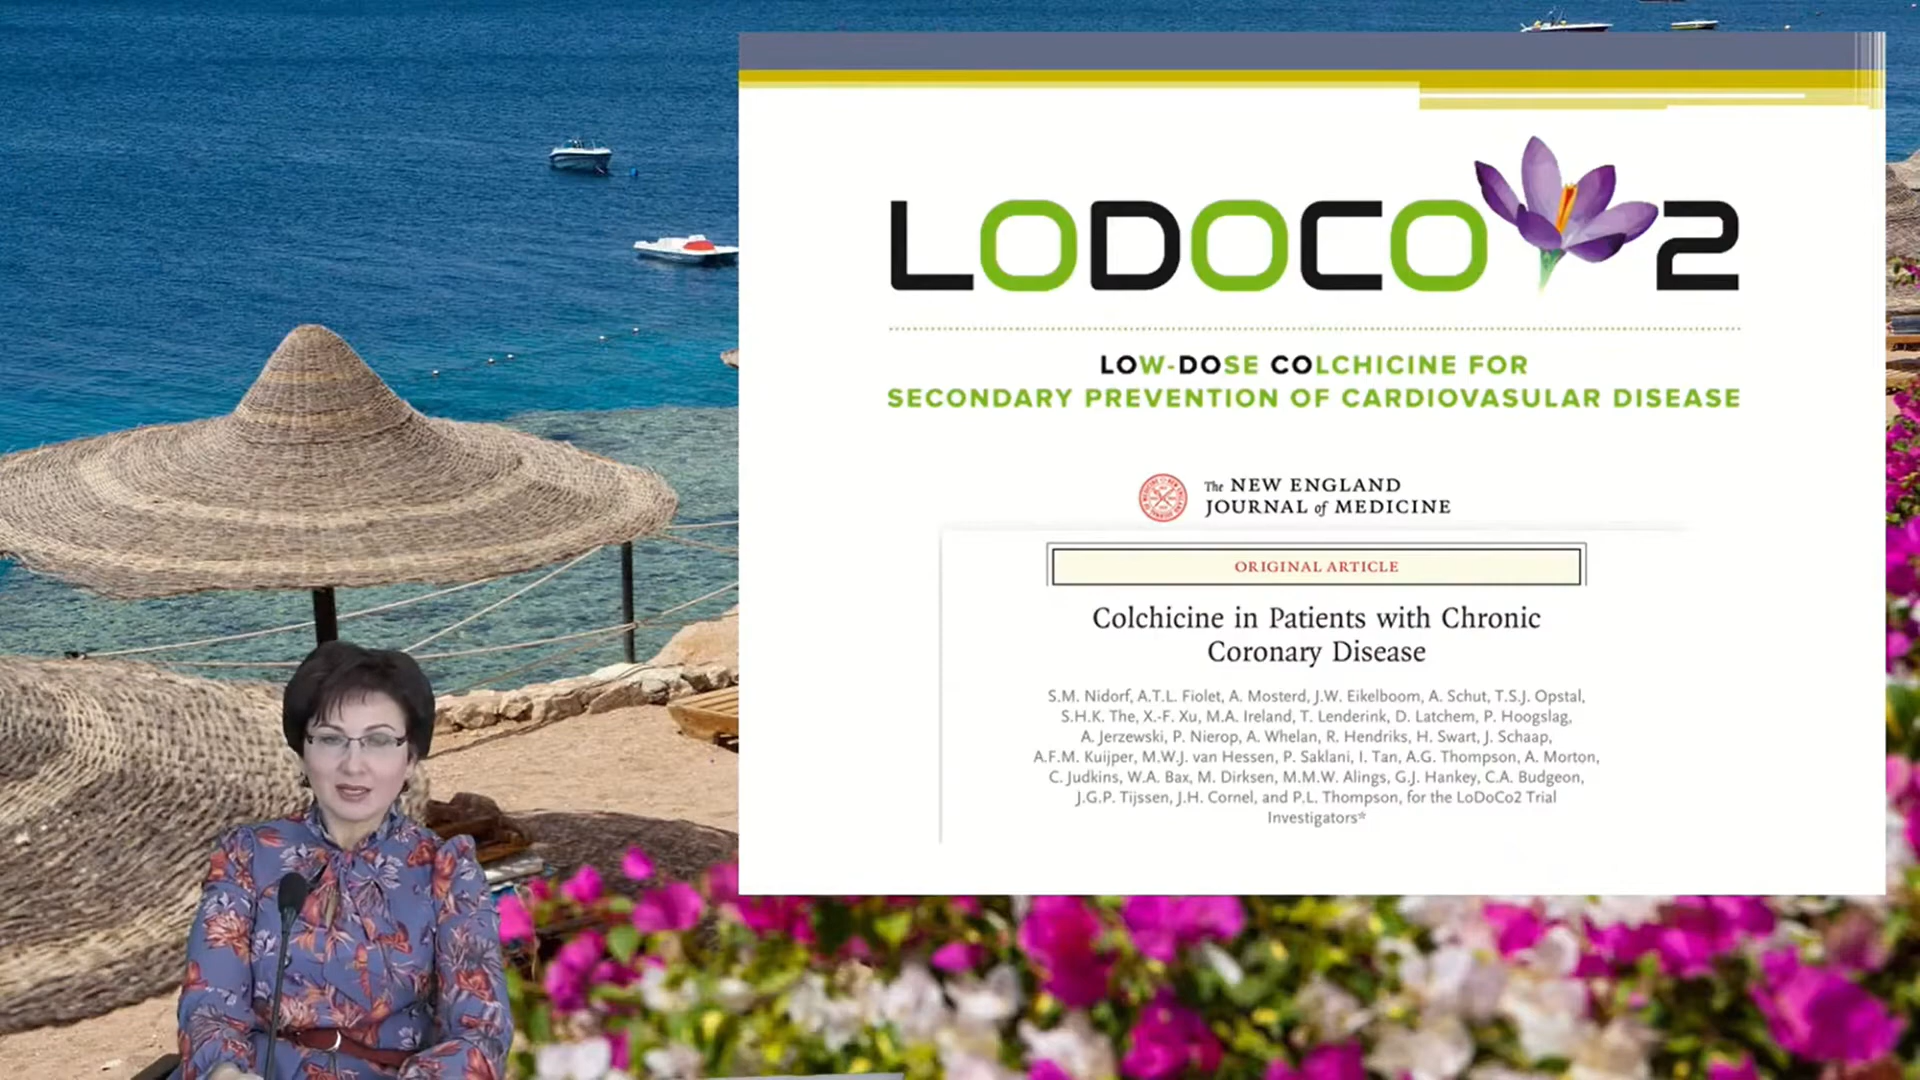 LODOCO 2
LOW-DOSE COLCHICINE FOR
SECONDARY PREVENTION OF CARDIOVASULAR DISEASE
The NEW ENGLAND
JOURNAL of MEDICINE
ORIGINAL ARTICLE
Colchicine in Patients with Chronic
Coronary Disease
S.M. Nidorf, A.T.L. Fiolet, A. Mosterd, J.W. Eikelboom, A. Schut, T.S.J. Opstal,
S.H.K. The, X.-F. Xu, M.A. Ireland, T. Lenderink, D. Latchem, P. Hoogslag,
A. Jerzewski, P. Nierop, A. Whelan, R. Hendriks, H. Swart, J. Schaap,
A.F.M. Kuijper, M.W.J. van Hessen, P. Saklani, I. Tan, A.G. Thompson, A. Morton,
C. Judkins, W.A. Bax, M. Dirksen, M.M.W. Alings, G.J. Hankey, C.A. Budgeon,
J.G.P. Tijssen, J.H. Cornel, and P.L. Thompson, for the LoDoCo2 Trial
Investigators*